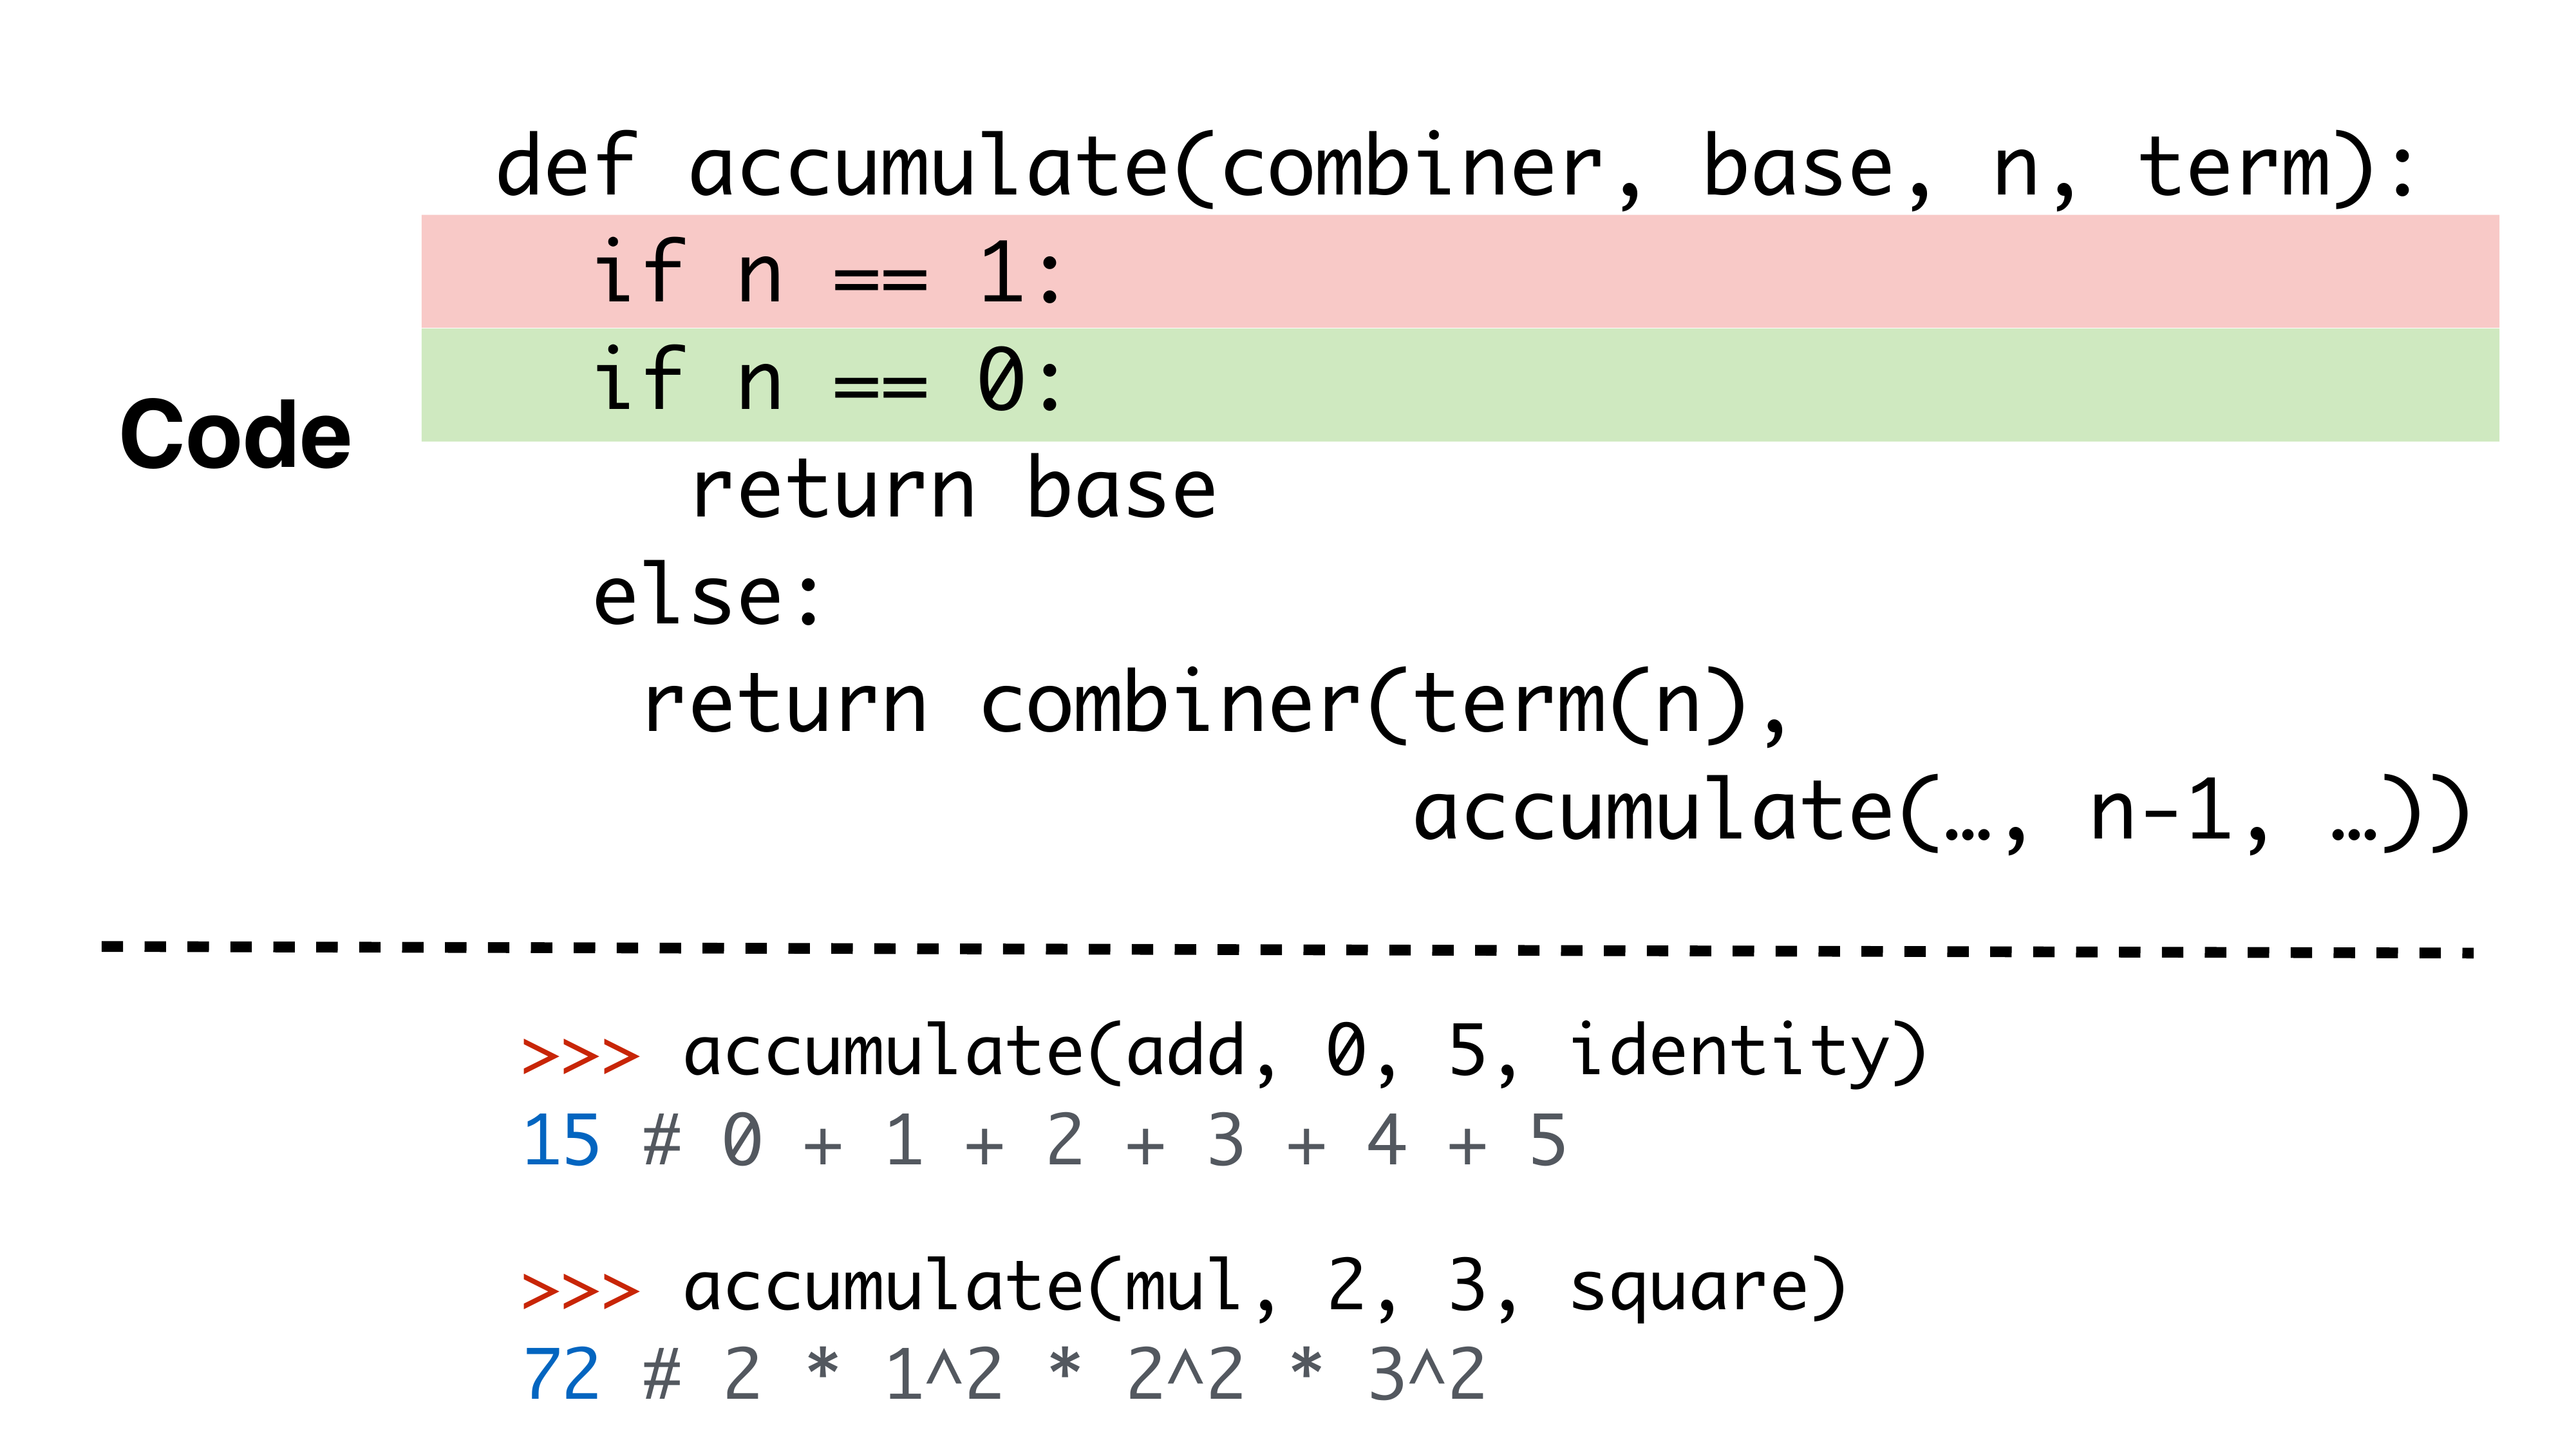 def accumulate(combiner, base, n, term):
if n == 1:
if n == 0:
Code
return base
else:
return combiner(term(n),
accumulate(…, n-1, …))
>>> accumulate(add, 0, 5, identity)
15 # 0 + 1 + 2 + 3 + 4 + 5
>>> accumulate(mul, 2, 3, square)
72 # 2 * 1^2 * 2^2 * 3^2